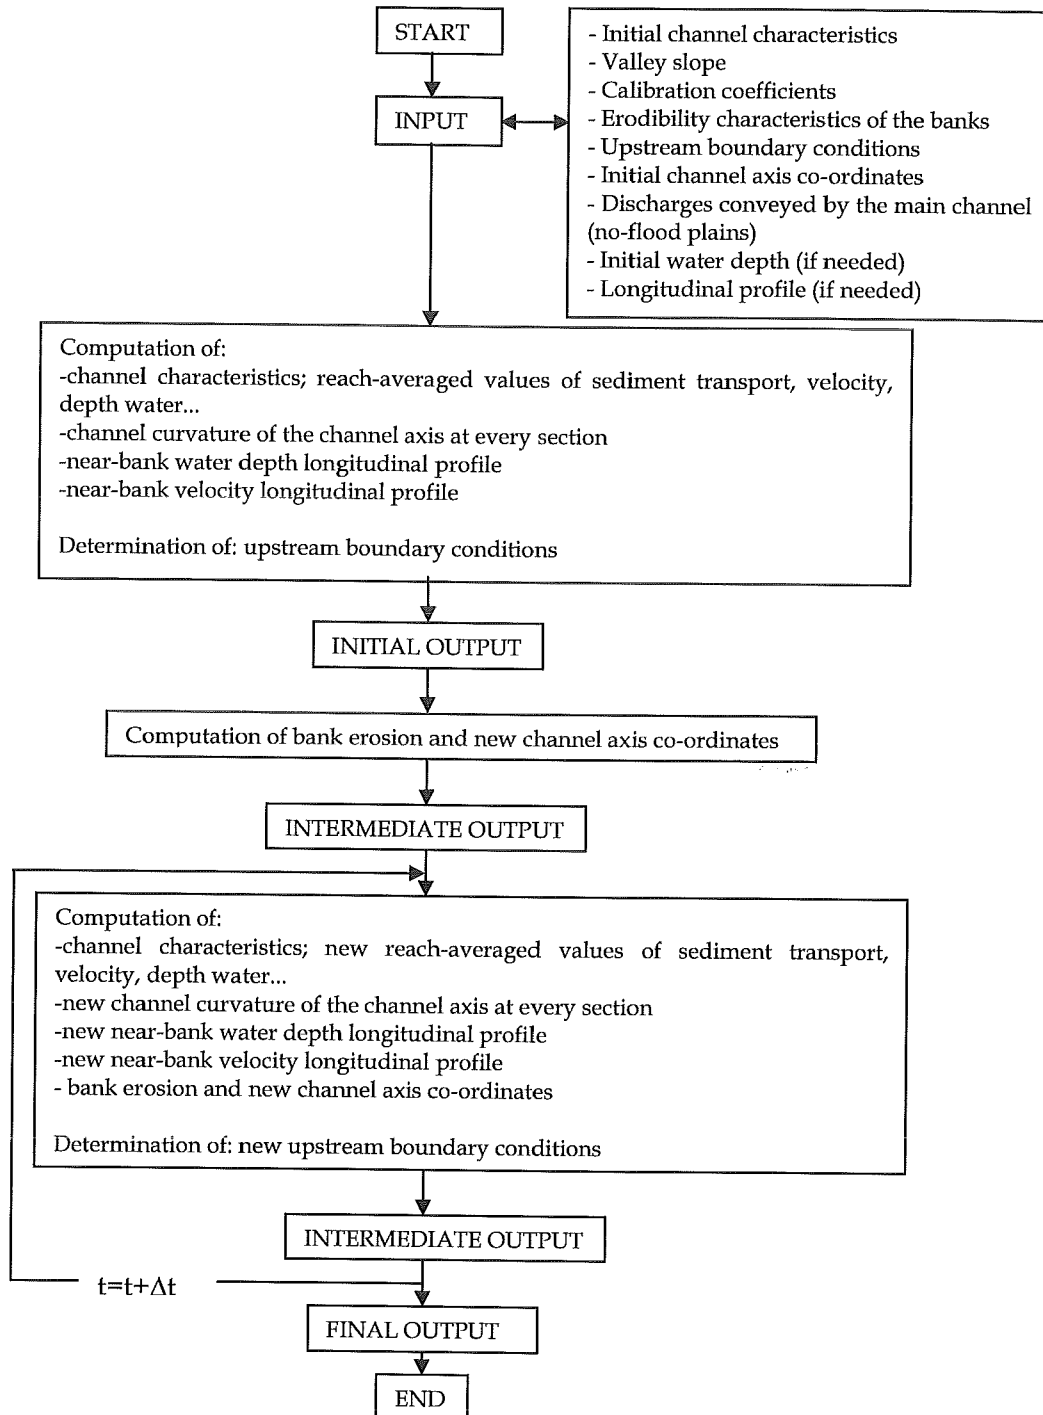 START
INPUT
- Initial channel characteristics
- Valley slope
- Calibration coefficients
- Erodibility characteristics of the banks
- Upstream boundary conditions
- Initial channel axis co-ordinates
- Discharges conveyed by the main channel
(no-flood plains)
- Initial water depth (if needed)
- Longitudinal profile (if needed)
Computation of:
-channel characteristics; reach-averaged values of sediment transport, velocity,
depth water...
-channel curvature of the channel axis at every section
-near-bank water depth longitudinal profile
-near-bank velocity longitudinal profile
Determination of: upstream boundary conditions
INITIAL OUTPUT
Computation of bank erosion and new channel axis co-ordinates
INTERMEDIATE OUTPUT
Computation of:
-channel characteristics; new reach-averaged values of sediment transport,
velocity, depth water...
-new channel curvature of the channel axis at every section
-new near-bank water depth longitudinal profile
-new near-bank velocity longitudinal profile
- bank erosion and new channel axis co-ordinates
Determination of: new upstream boundary conditions
INTERMEDIATE OUTPUT
t=t+Δt
FINAL OUTPUT
END